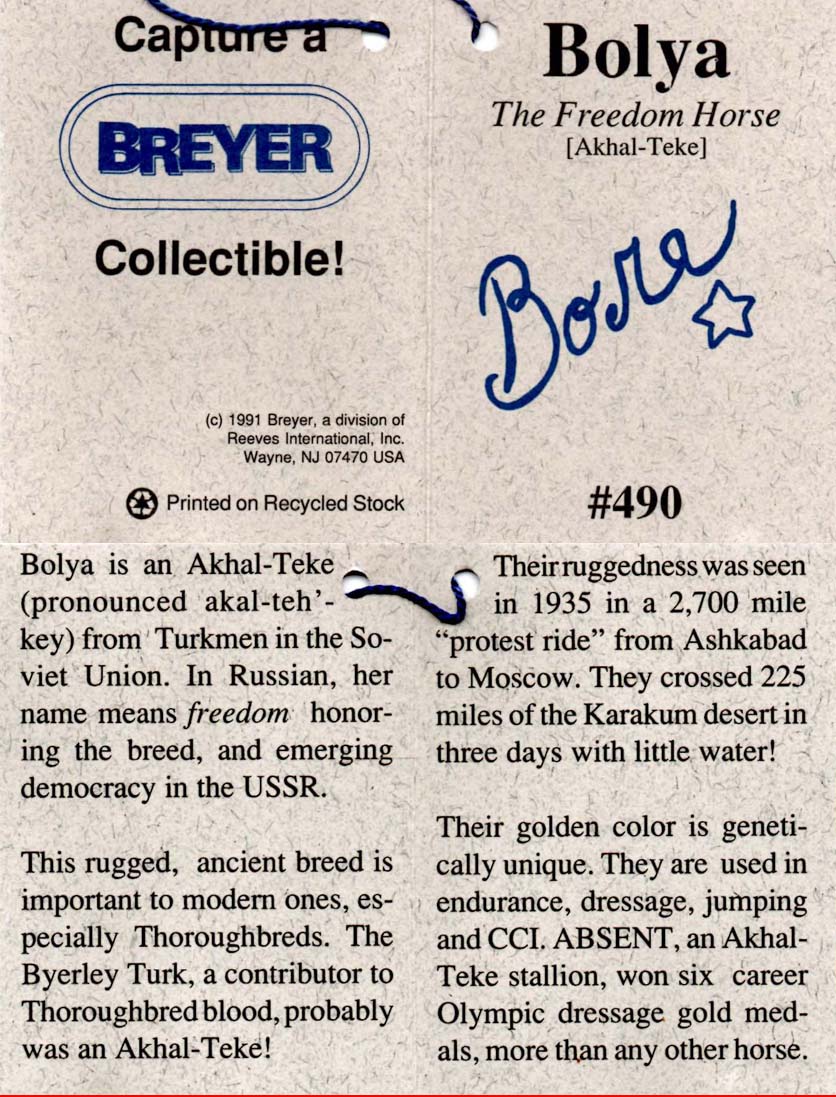 Capture a
BREYER
Collectible!
(c) 1991 Breyer, a division of
Reeves International, Inc.
Wayne, NJ 07470 USA
Printed on Recycled Stock
Bolya
The Freedom Horse
[Akhal-Teke]
Воля
#490
Bolya is an Akhal-Teke
(pronounced akal-teh'-
key) from Turkmen in the So-
viet Union. In Russian, her
name means freedom honor-
ing the breed, and emerging
democracy in the USSR.
This rugged, ancient breed is
important to modern ones, es-
pecially Thoroughbreds. The
Byerley Turk, a contributor to
Thoroughbred blood, probably
was an Akhal-Teke!
Their ruggedness was seen
in 1935 in a 2,700 mile
“protest ride” from Ashkabad
to Moscow. They crossed 225
miles of the Karakum desert in
three days with little water!
Their golden color is geneti-
cally unique. They are used in
endurance, dressage, jumping
and CCI. ABSENT, an Akhal-
Teke stallion, won six career
Olympic dressage gold med-
als, more than any other horse.